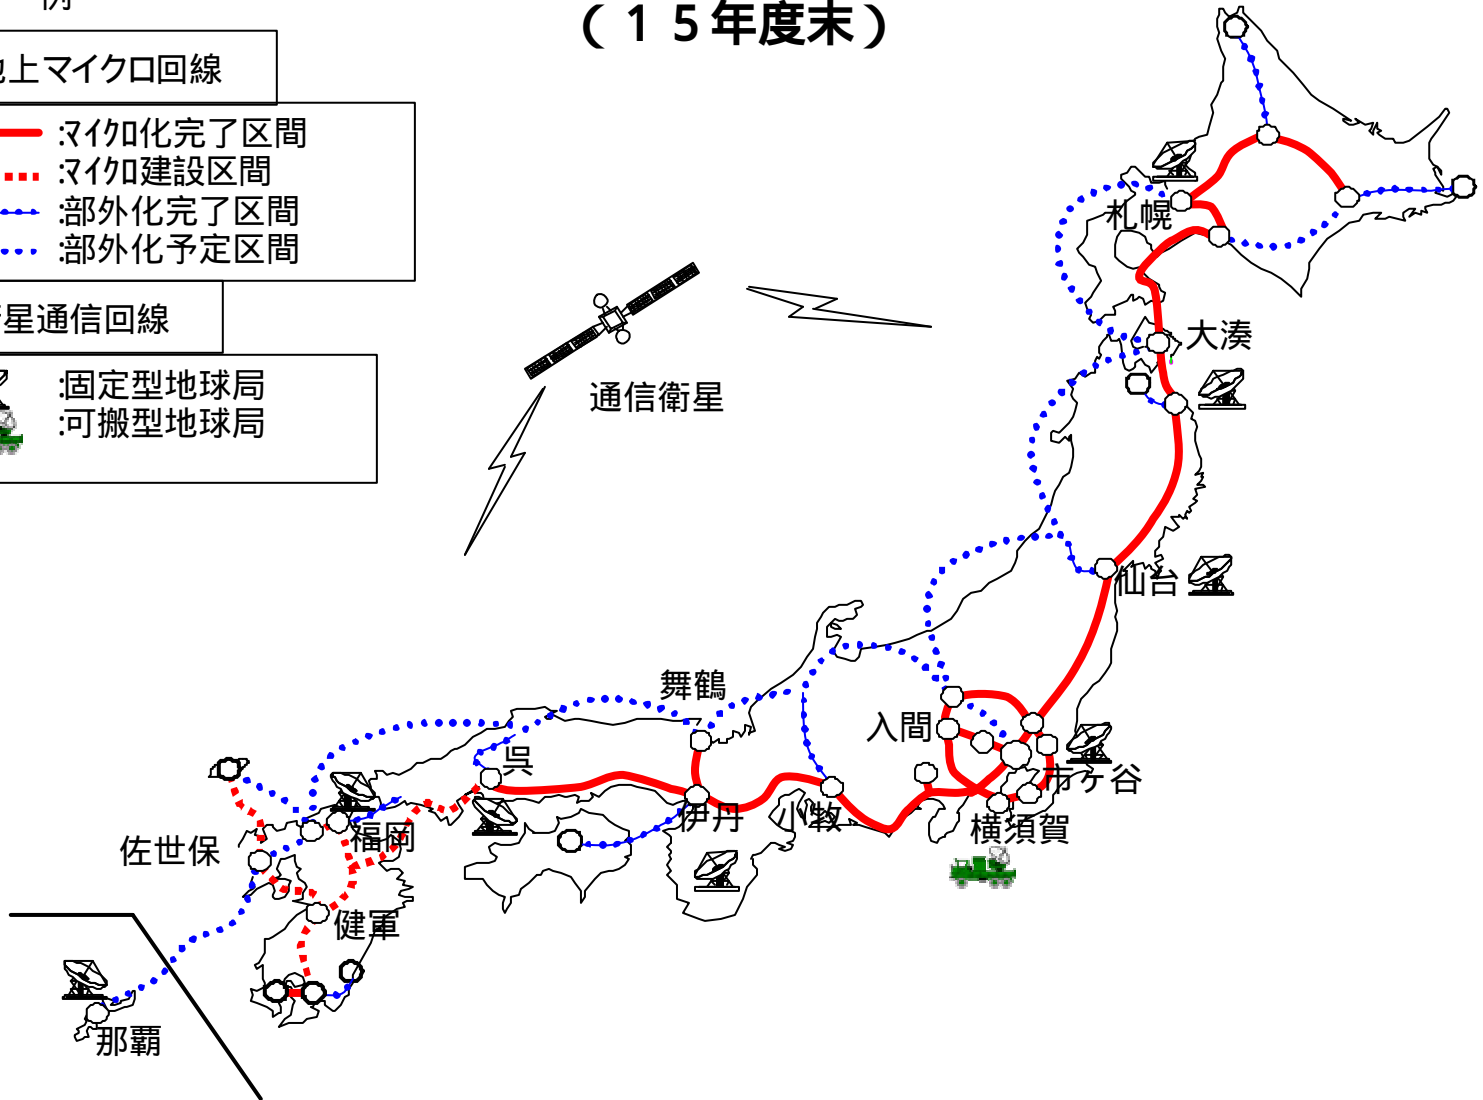 例
（１５年度末）
地上マイクロ回線
:マイクロ化完了区間
:マイクロ建設区間
:部外化完了区間
:部外化予定区間
衛星通信回線
:固定型地球局
:可搬型地球局
通信衛星
札幌
大湊
仙台
舞鶴
入間
呉
市ヶ谷
伊丹
小牧
横須賀
福岡
佐世保
健軍
那覇